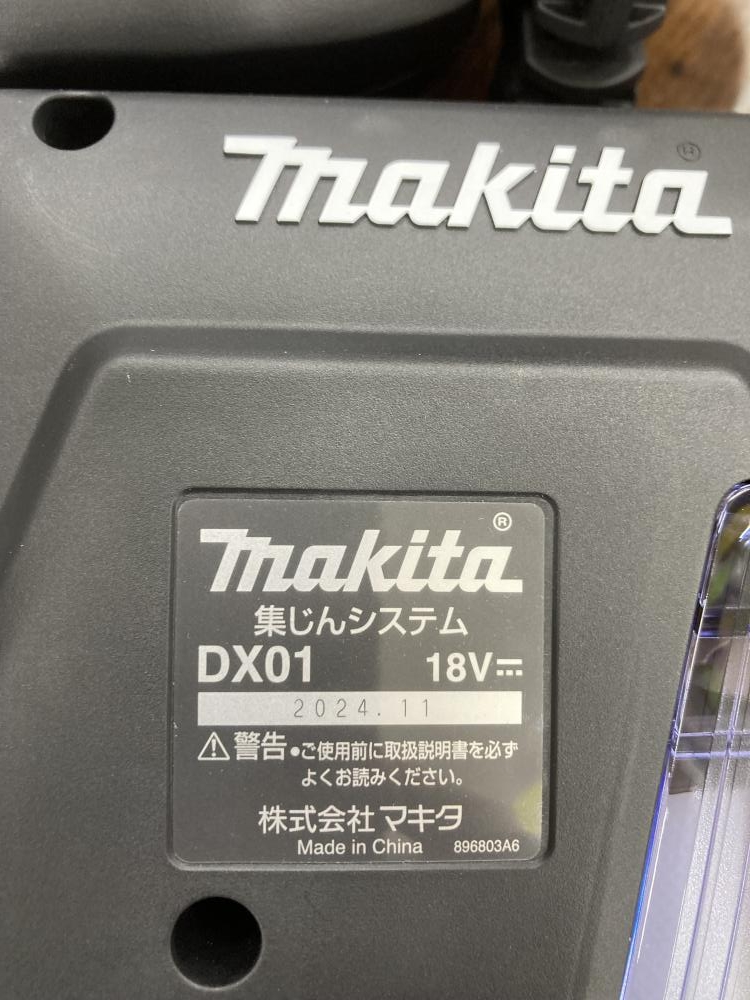 makita®
makita®
集じんシステム
DX01 18V⎓
2024.11
⚠警告 •ご使用前に取扱説明書を必ず
よくお読みください。
株式会社マキタ
Made in China 896803A6